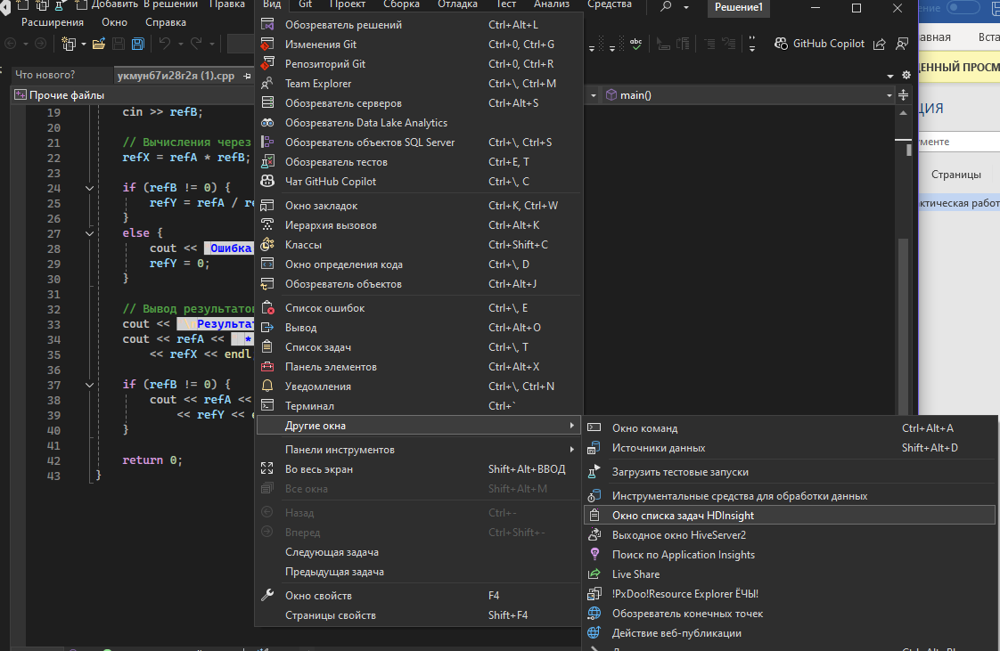 Добавить В решении Правка Вид Git Проект Сборка Отладка Тест Анализ Средства Решение1
Расширения Окно Справка
GitHub Copilot
Что нового? укмун67и28г2я (1).cpp
Прочие файлы main()
19 cin >> refB;
20
21 // Вычисления через
22 refX = refA * refB;
23
24 if (refB != 0) {
25 refY = refA / re
26 }
27 else {
28 cout << Ошибка
29 refY = 0;
30 }
31
32 // Вывод результатов
33 cout << Результат
34 cout << refA << *
35 << refX << endl
36
37 if (refB != 0) {
38 cout << refA <<
39 << refY <<
40 }
41
42 return 0;
43 }
Обозреватель решений Ctrl+Alt+L
Изменения Git Ctrl+0, Ctrl+G
Репозиторий Git Ctrl+0, Ctrl+R
Team Explorer Ctrl+\, Ctrl+M
Обозреватель серверов Ctrl+Alt+S
Обозреватель Data Lake Analytics
Обозреватель объектов SQL Server Ctrl+\, Ctrl+S
Обозреватель тестов Ctrl+E, T
Чат GitHub Copilot Ctrl+\, C
Окно закладок Ctrl+K, Ctrl+W
Иерархия вызовов Ctrl+Alt+K
Классы Ctrl+Shift+C
Окно определения кода Ctrl+\, D
Обозреватель объектов Ctrl+Alt+J
Список ошибок Ctrl+\, E
Вывод Ctrl+Alt+O
Список задач Ctrl+\, T
Панель элементов Ctrl+Alt+X
Уведомления Ctrl+\, Ctrl+N
Терминал Ctrl+`
Другие окна
Панели инструментов
Во весь экран Shift+Alt+ВВОД
Все окна Shift+Alt+M
Назад Ctrl+-
Вперед Ctrl+Shift+-
Следующая задача
Предыдущая задача
Окно свойств F4
Страницы свойств Shift+F4
Окно команд Ctrl+Alt+A
Источники данных Shift+Alt+D
Загрузить тестовые запуски
Инструментальные средства для обработки данных
Окно списка задач HDInsight
Выходное окно HiveServer2
Поиск по Application Insights
Live Share
!PxDoo!Resource Explorer ЁЧЫ!
Обозреватель конечных точек
Действие веб-публикации
ение
авная Вста
ЕННЫЙ ПРОСМ
ЦИЯ
ументе
Страницы
ктическая работ